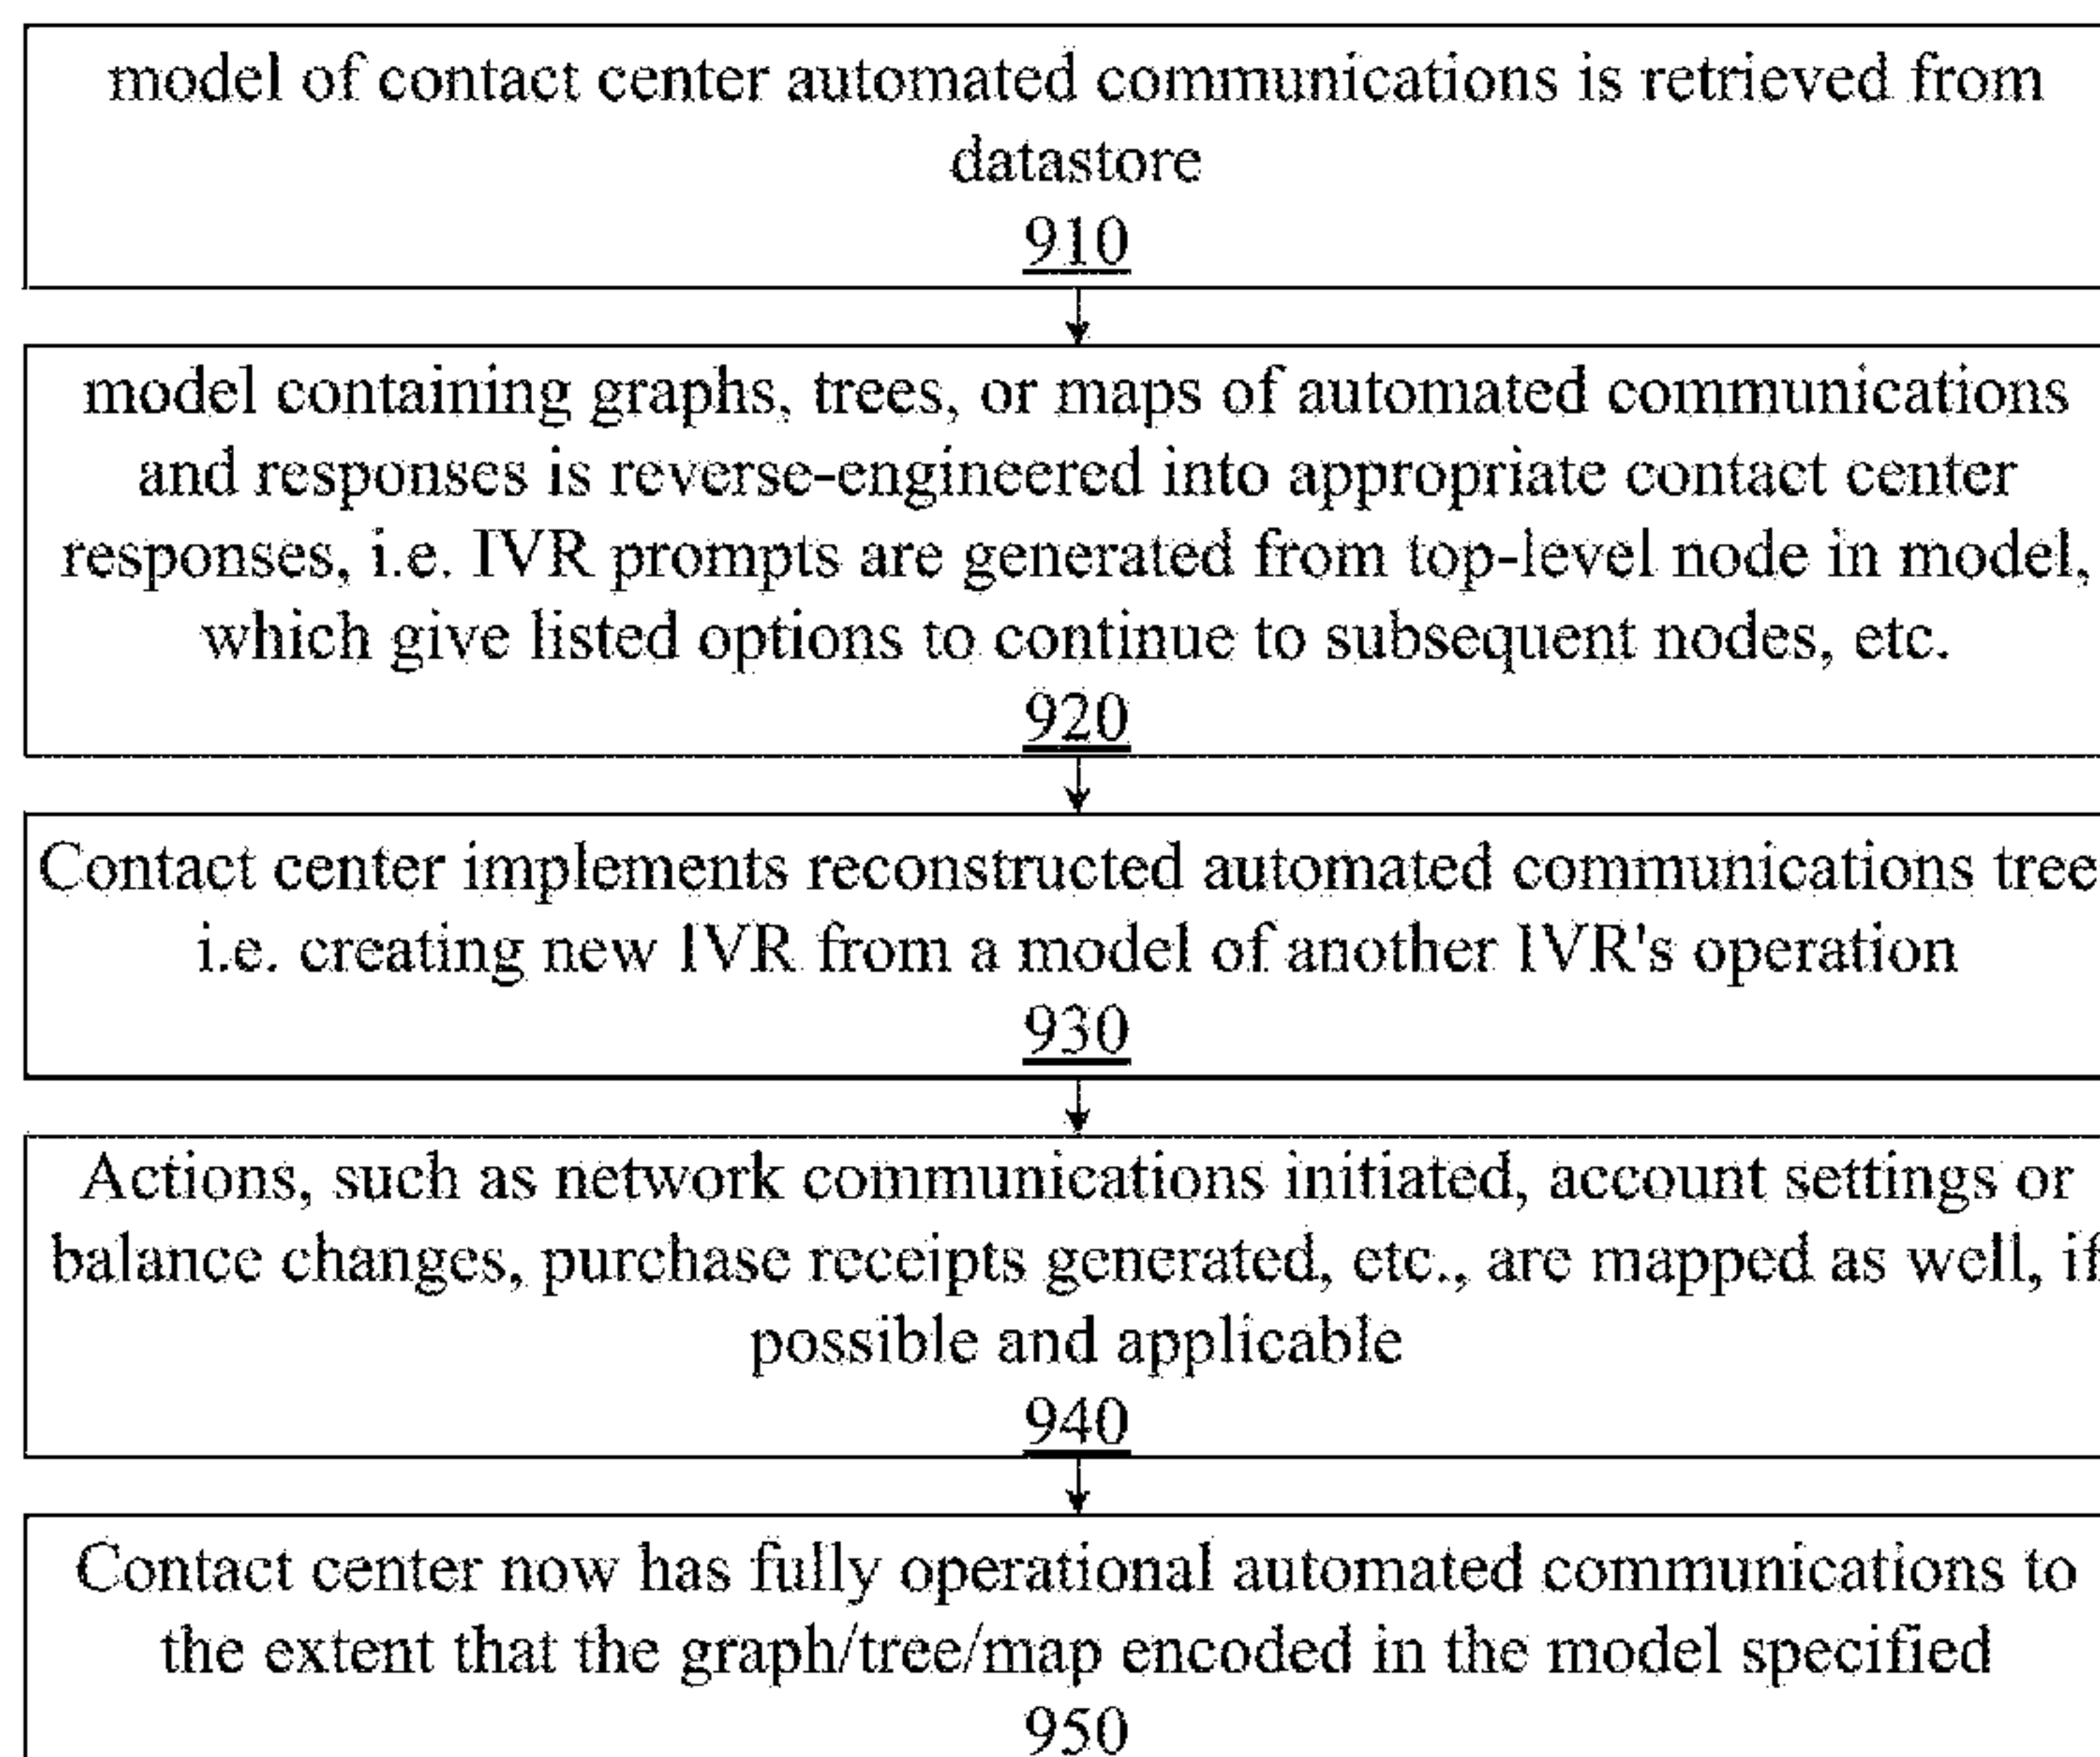 model of contact center automated communications is retrieved from
datastore
910
model containing graphs, trees, or maps of automated communications
and responses is reverse-engineered into appropriate contact center
responses, i.e. IVR prompts are generated from top-level node in model,
which give listed options to continue to subsequent nodes, etc.
920
Contact center implements reconstructed automated communications tree
i.e. creating new IVR from a model of another IVR's operation
930
Actions, such as network communications initiated, account settings or
balance changes, purchase receipts generated, etc., are mapped as well, if
possible and applicable
940
Contact center now has fully operational automated communications to
the extent that the graph/tree/map encoded in the model specified
950